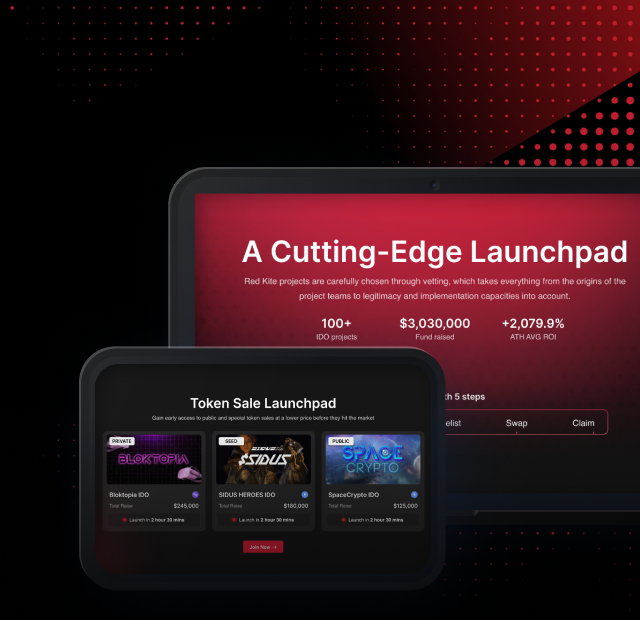 A Cutting-Edge Launchpad
Red Kite projects are carefully chosen through vetting, which takes everything from the origins of the
project teams to legitimacy and implementation capacities into account.
100+ $3,030,000 +2,079.9%
IDO projects Fund raised ATH AVG ROI
5 steps
Swap Claim
Token Sale Launchpad
Gain early access to public and special token sales at a lower price before they hit the market
PRIVATE SEED PUBLIC
BLOKTOPIA SIDUS SPACE
CRYPTO
Bloktopia IDO SIDUS HEROES IDO SpaceCrypto IDO
Total Raise $245,000 Total Raise $180,000 Total Raise $125,000
Launch in 2 hour 30 mins Launch in 2 hour 30 mins Launch in 2 hour 30 mins
Join Now →